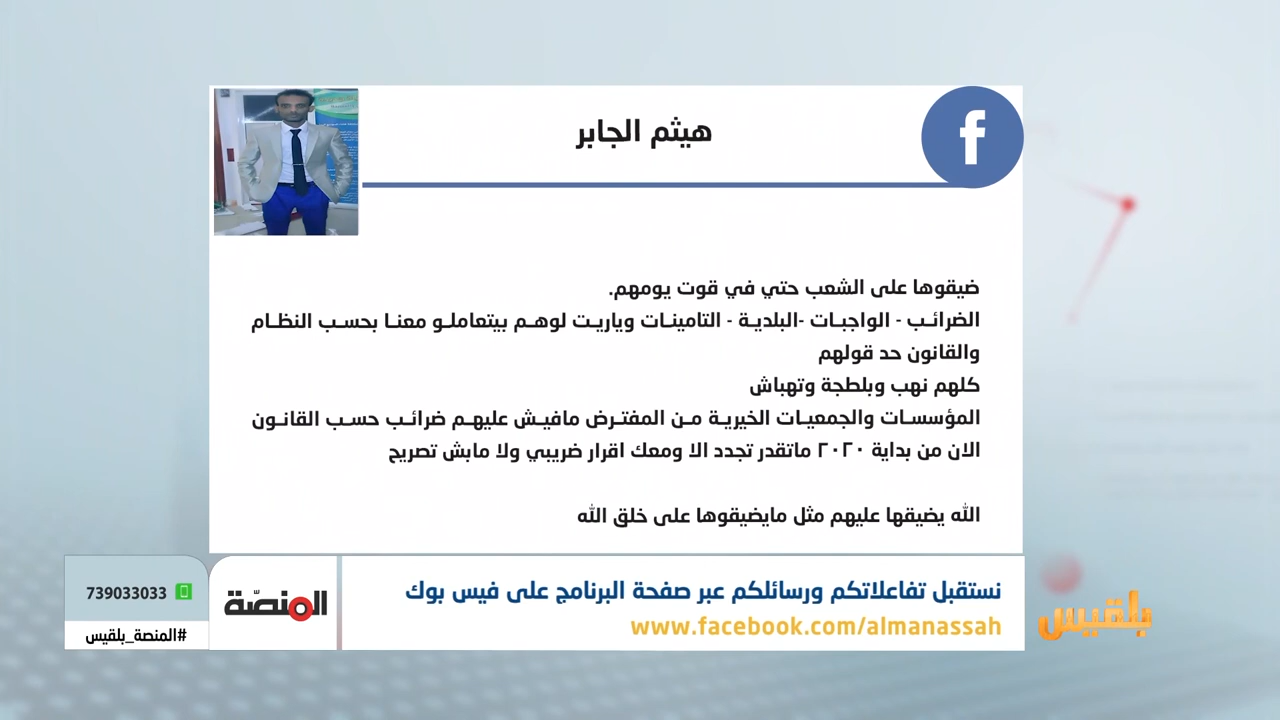 هيثم الجابر
ضيقوها على الشعب حتي في قوت يومهم.
الضرائب - الواجبات -البلدية - التامينات وياريت لوهم بيتعاملو معنا بحسب النظام
والقانون حد قولهم
كلهم نهب وبلطجة وتهباش
المؤسسات والجمعيات الخيرية من المفترض مافيش عليهم ضرائب حسب القانون
الان من بداية ٢٠٢٠ ماتقدر تجدد الا ومعك اقرار ضريبي ولا مابش تصريح
الله يضيقها عليهم مثل مايضيقوها على خلق الله
نستقبل تفاعلاتكم ورسائلكم عبر صفحة البرنامج على فيس بوك
www.facebook.com/almanassah
المنصّة
739033033
#المنصة_بلقيس
بلقيس